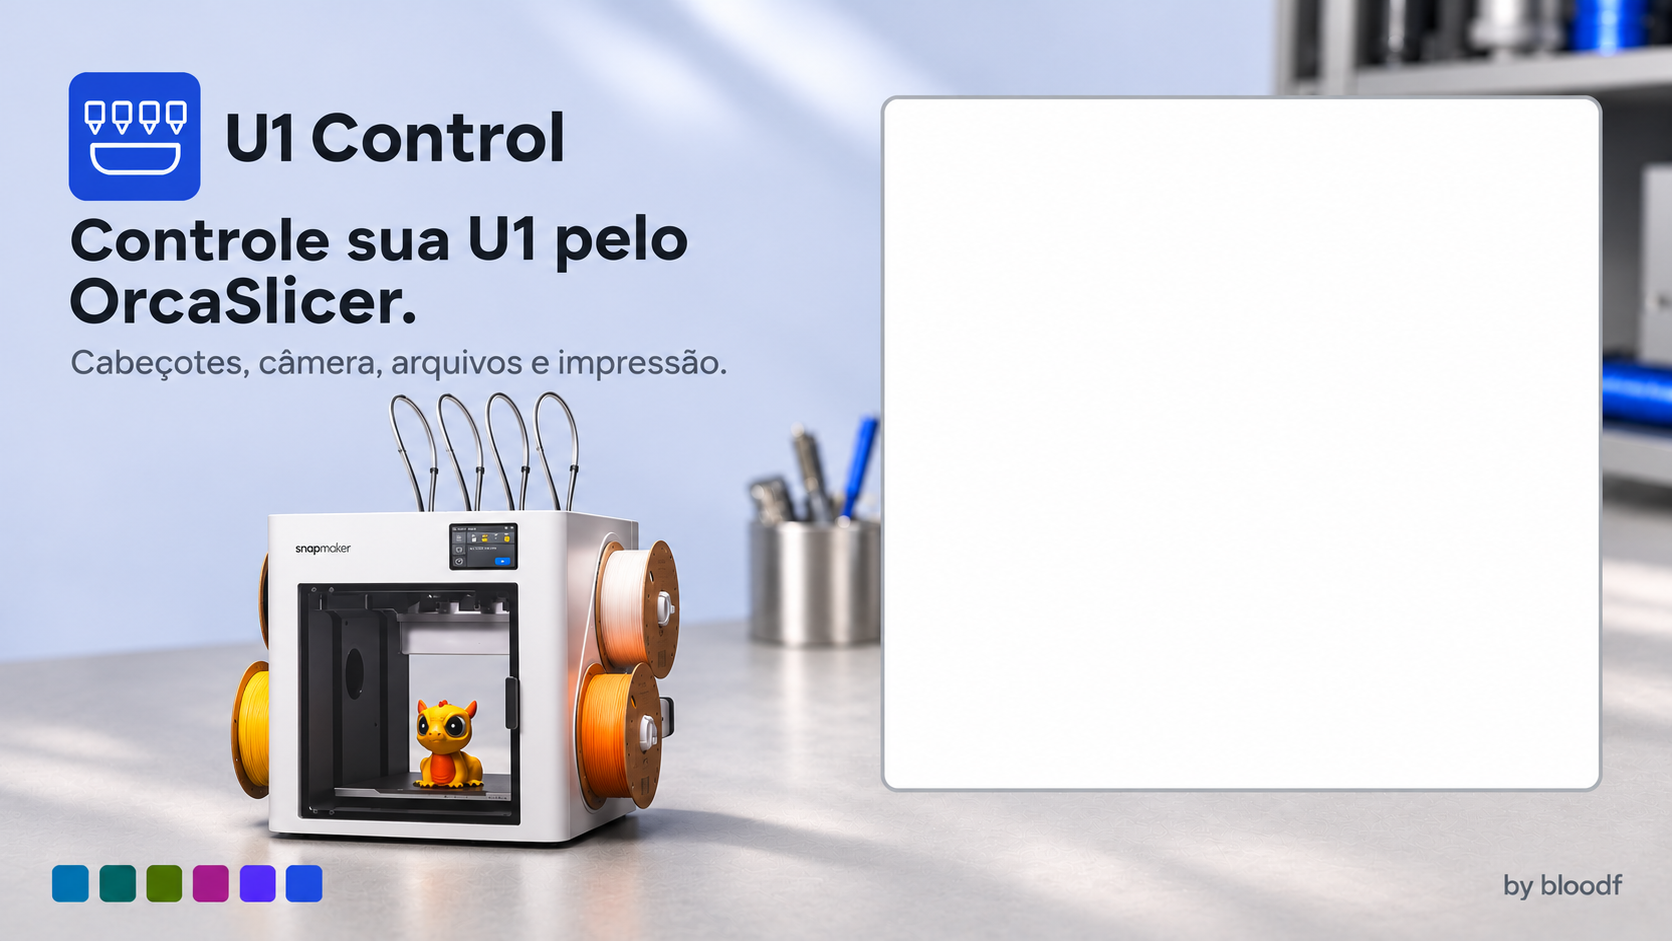 U1 Control
Controle sua U1 pelo
OrcaSlicer.
Cabeçotes, câmera, arquivos e impressão.
snapmaker
by bloodf